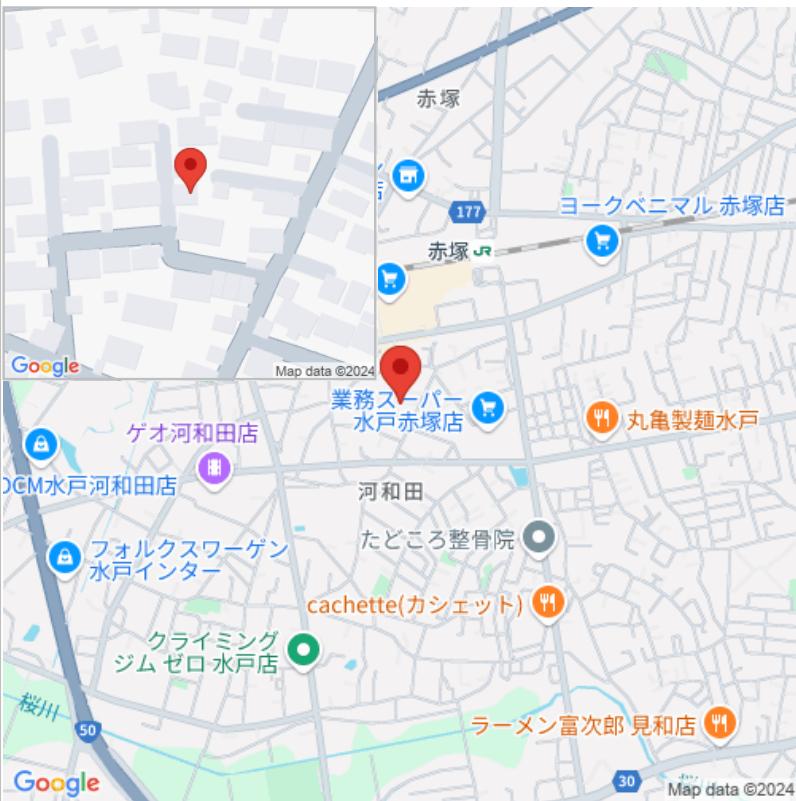 Google
Map data ©2024
赤塚
店
177
ヨークベニマル 赤塚店
赤塚 JR
業務スーパー
水戸赤塚店
丸亀製麺水戸
ゲオ河和田店
DCM水戸河和田店
河和田
たどころ整骨院
フォルクスワーゲン
水戸インター
cachette(カシェット)
クライミング
ジム ゼロ 水戸店
桜川
50
ラーメン富次郎 見和店
30
Google
Map data ©2024